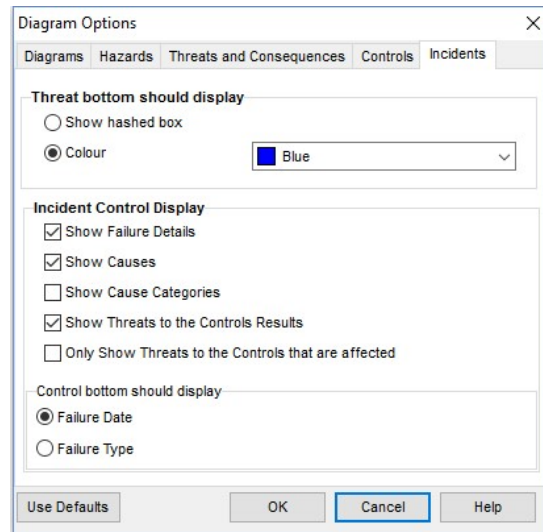 Diagram Options
Diagrams Hazards Threats and Consequences Controls Incidents
Threat bottom should display
Show hashed box
Colour Blue
Incident Control Display
Show Failure Details
Show Causes
Show Cause Categories
Show Threats to the Controls Results
Only Show Threats to the Controls that are affected
Control bottom should display
Failure Date
Failure Type
Use Defaults OK Cancel Help